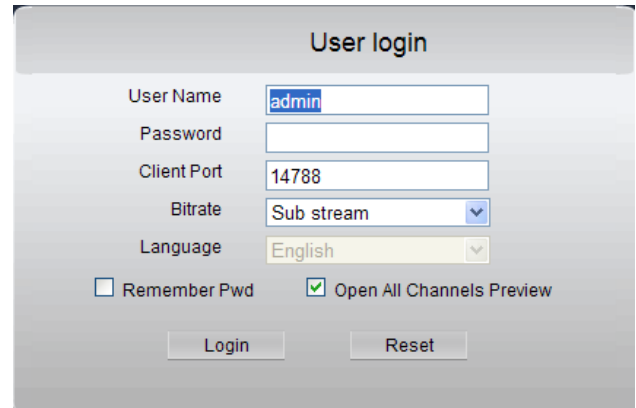 User login
User Name admin
Password
Client Port 14788
Bitrate Sub stream
Language English
Remember Pwd Open All Channels Preview
Login Reset